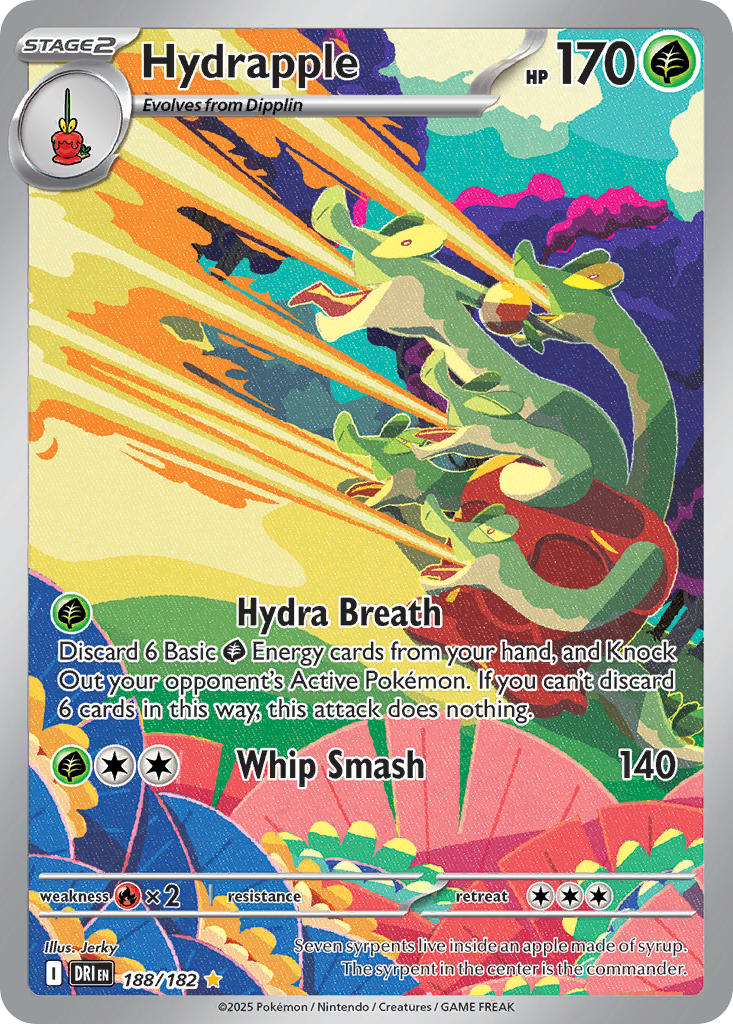 STAGE2
Hydrapple
HP 170
Evolves from Dipplin
Hydra Breath
Discard 6 Basic Energy cards from your hand, and Knock
Out your opponent's Active Pokémon. If you can't discard
6 cards in this way, this attack does nothing.
Whip Smash 140
weakness ×2 resistance retreat
Illus. Jerky
Seven syrpents live inside an apple made of syrup.
The syrpent in the center is the commander.
I DRI EN 188/182
©2025 Pokémon / Nintendo / Creatures / GAME FREAK